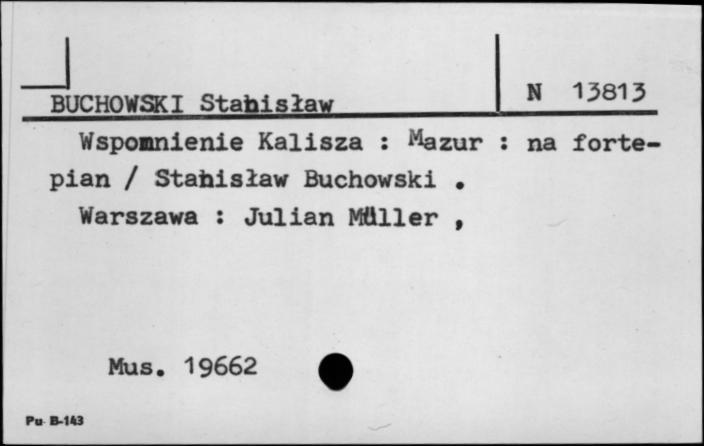 BUCHOWSKI Stanisław
N 13813
Wspomnienie Kalisza : Mazur : na forte-
pian / Stanisław Buchowski .
Warszawa : Julian Müller ,
Mus. 19662
Pu B-143